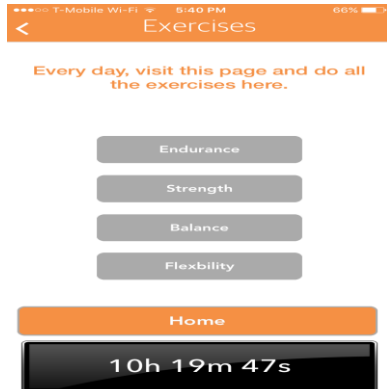 T-Mobile Wi-Fi 5:40 PM 66%
Exercises
Every day, visit this page and do all
the exercises here.
Endurance
Strength
Balance
Flexbility
Home
10h 19m 47s